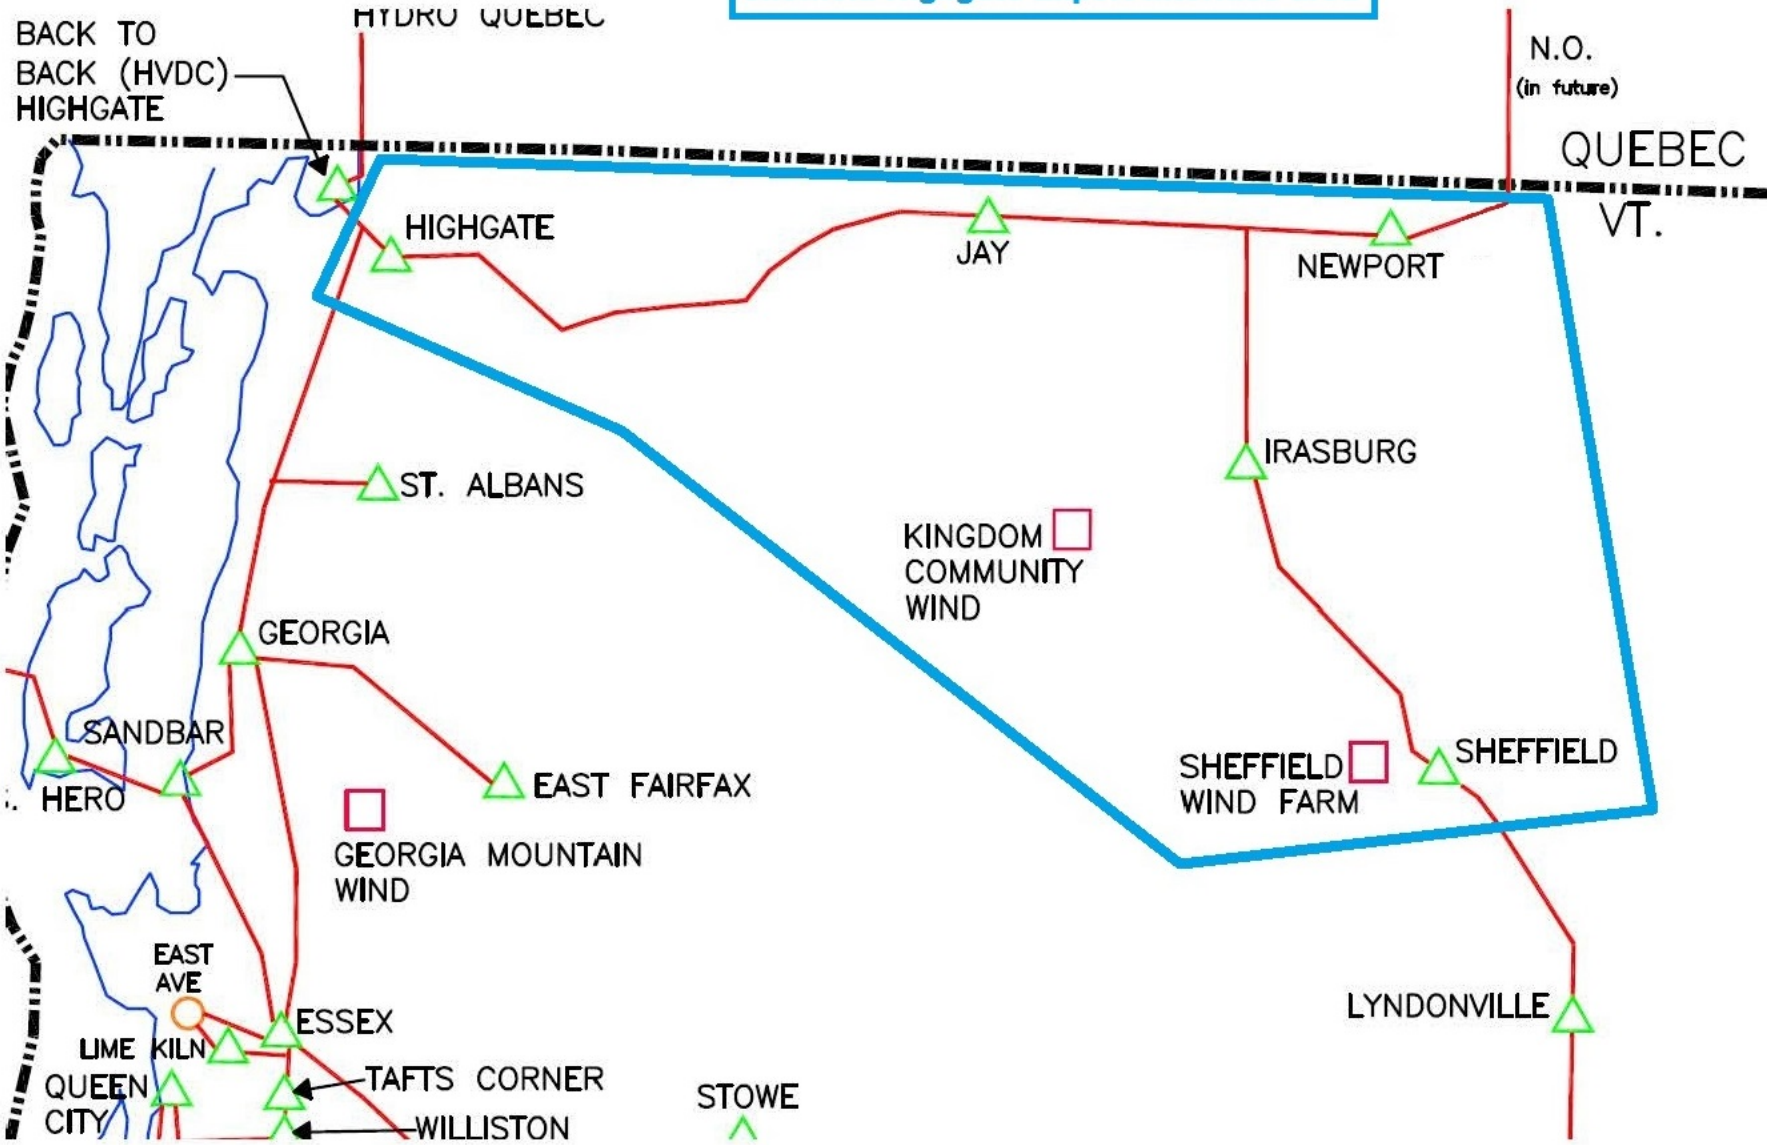 HYDRO QUEBEC
BACK TO
BACK (HVDC)
HIGHGATE
N.O.
(in future)
QUEBEC
VT.
HIGHGATE
JAY
NEWPORT
IRASBURG
ST. ALBANS
KINGDOM
COMMUNITY
WIND
GEORGIA
SANDBAR
HERO
EAST FAIRFAX
SHEFFIELD
WIND FARM
SHEFFIELD
GEORGIA MOUNTAIN
WIND
EAST
AVE
ESSEX
LYNDONVILLE
LIME KILN
QUEEN
CITY
TAFTS CORNER
WILLISTON
STOWE